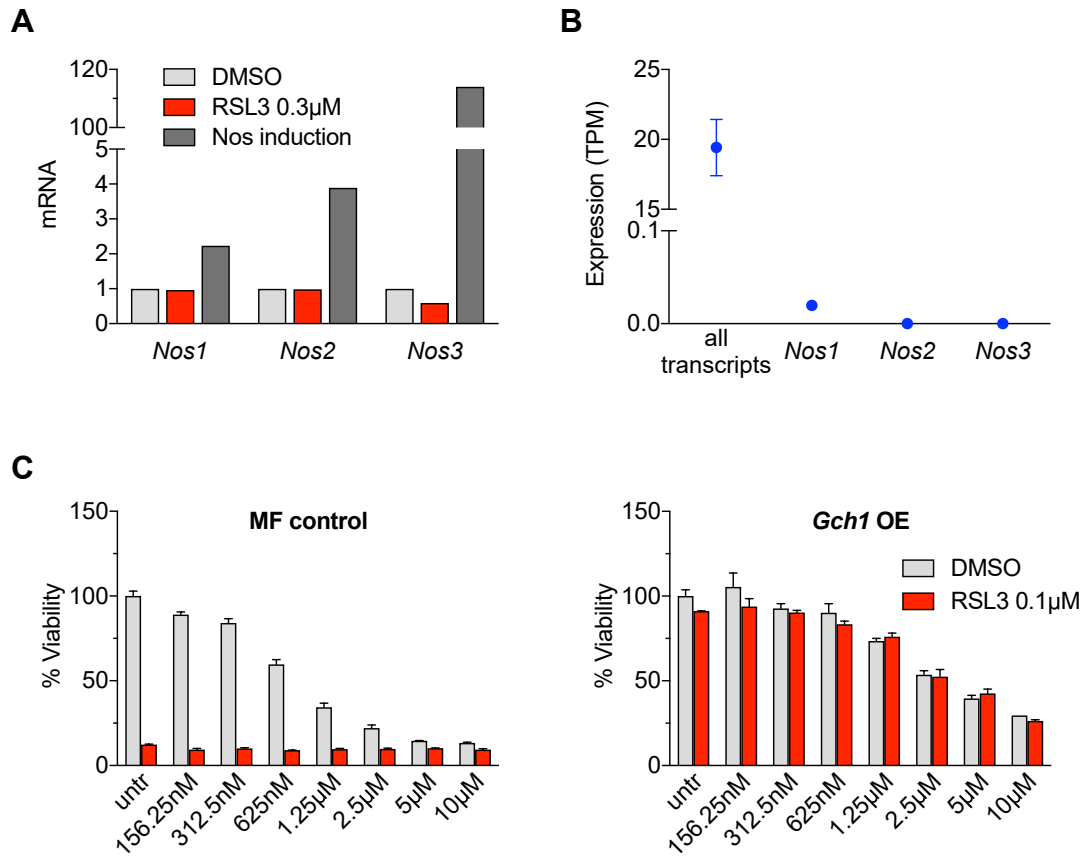 A
mRNA
120
100
5
4
3
2
1
0
DMSO
RSL3 0.3μM
Nos induction
Nos1 Nos2 Nos3
B
Expression (TPM)
25
20
15
0.1
0.0
all
transcripts
Nos1 Nos2 Nos3
C
MF control
% Viability
150
100
50
0
untr
156.25nM
312.5nM
625nM
1.25μM
2.5μM
5μM
10μM
Gch1 OE
DMSO
RSL3 0.1μM
% Viability
150
100
50
0
untr
156.25nM
312.5nM
625nM
1.25μM
2.5μM
5μM
10μM